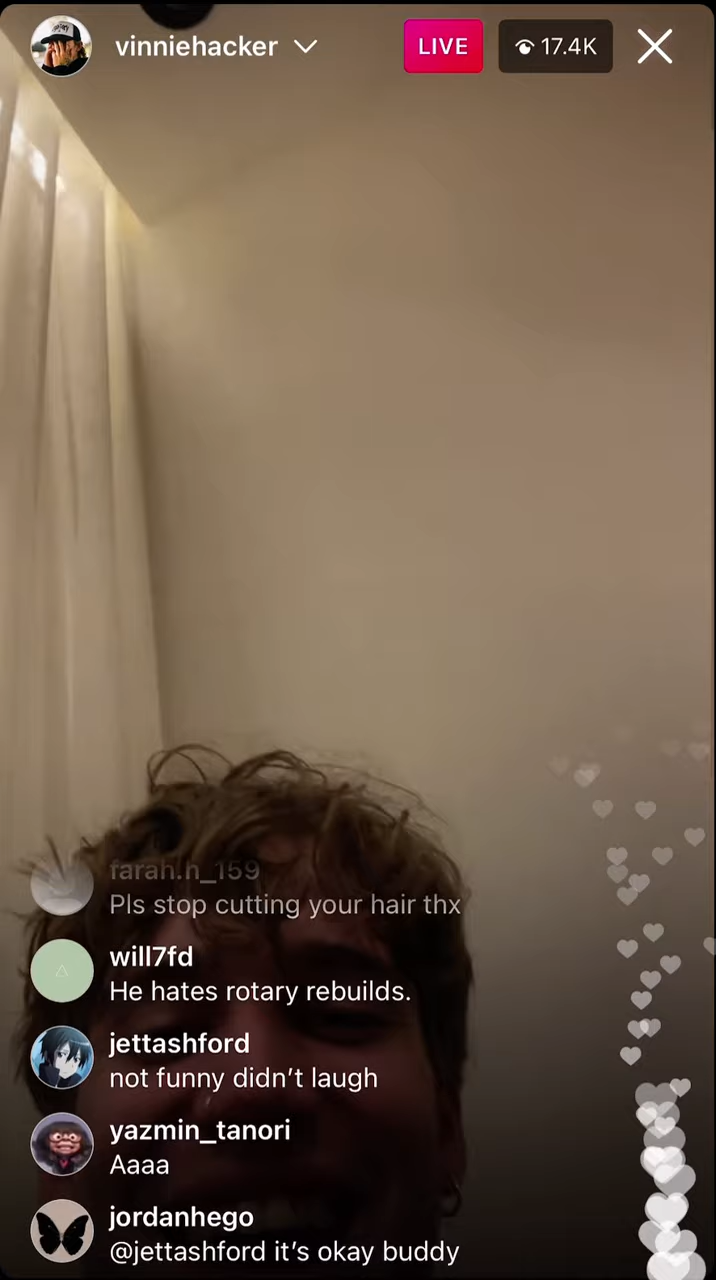 vinniehacker
LIVE
17.4K
farah.h_159
Pls stop cutting your hair thx
will7fd
He hates rotary rebuilds.
jettashford
not funny didn’t laugh
yazmin_tanori
Aaaa
jordanhego
@jettashford it’s okay buddy